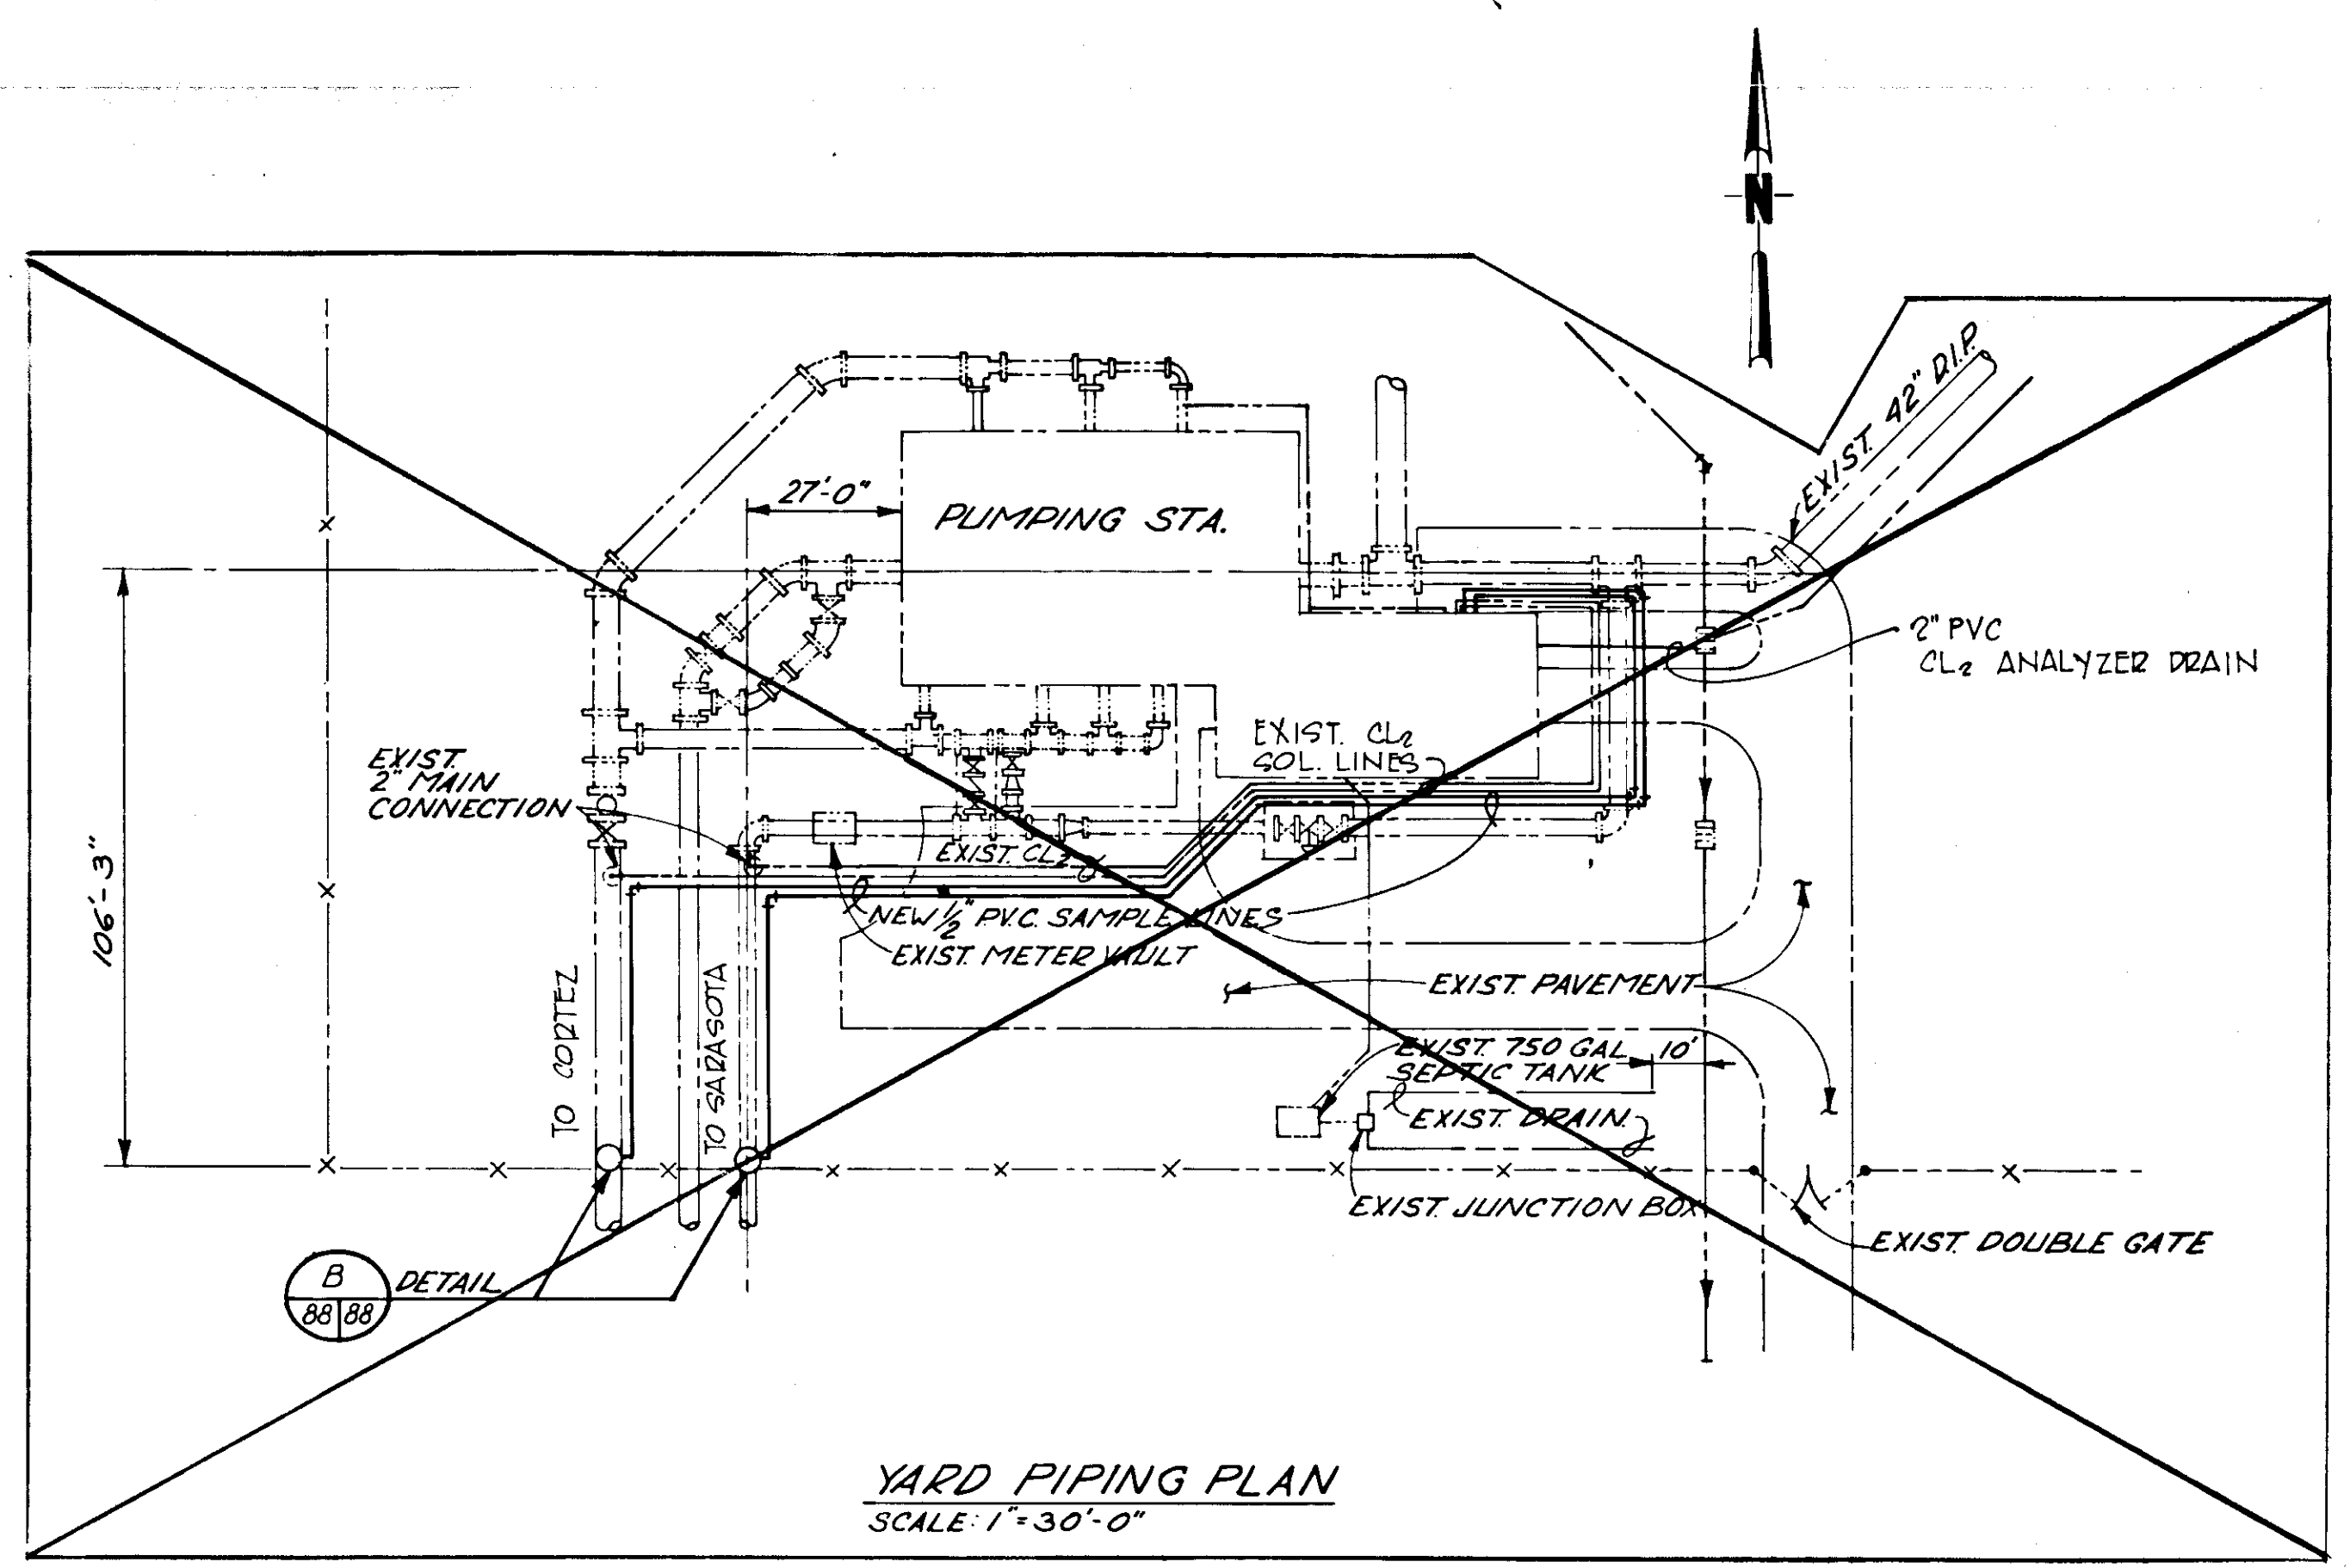 N
EXIST. 42" D.I.P.
27'-0"
PUMPING STA.
2" PVC
CL2 ANALYZER DRAIN
EXIST. CL2
SOL. LINES
EXIST.
2" MAIN
CONNECTION
106'-3"
EXIST. CL2
NEW 1/2" P.V.C. SAMPLE LINES
EXIST. METER VAULT
TO CORTEZ
TO SARASOTA
EXIST. PAVEMENT
EXIST. 750 GAL.
SEPTIC TANK
10'
EXIST. DRAIN
EXIST. JUNCTION BOX
EXIST. DOUBLE GATE
B
88 88
DETAIL
YARD PIPING PLAN
SCALE: 1"=30'-0"